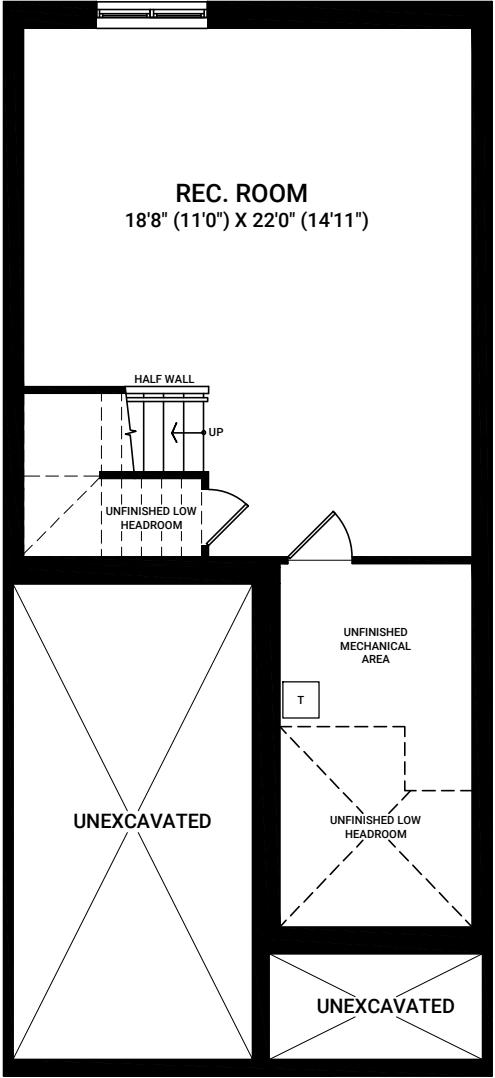 REC. ROOM
18'8" (11'0") X 22'0" (14'11")
HALF WALL
UP
UNFINISHED LOW
HEADROOM
UNFINISHED
MECHANICAL
AREA
T
UNEXCAVATED
UNFINISHED LOW
HEADROOM
UNEXCAVATED